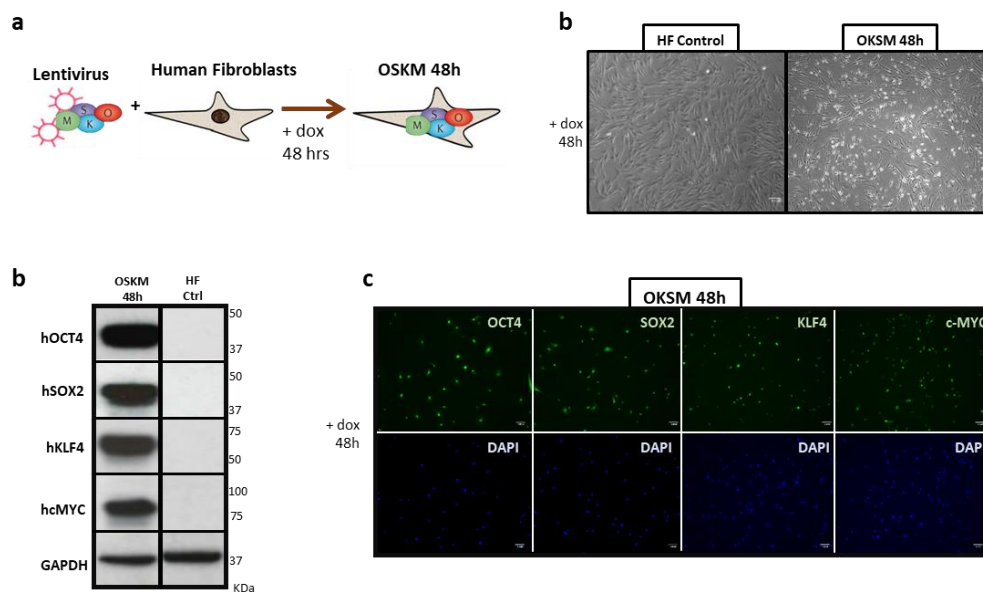 a
Lentivirus
+
Human Fibroblasts
OSKM 48h
S
O
M
K
+ dox
48 hrs
S
O
M
K
b
HF Control
OKSM 48h
+ dox
48h
b
OSKM
48h
HF
Ctrl
hOCT4
50
37
hSOX2
50
37
hKLF4
75
50
hcMYC
100
75
GAPDH
37
KDa
c
OKSM 48h
OCT4
SOX2
KLF4
c-MYC
+ dox
48h
DAPI
DAPI
DAPI
DAPI